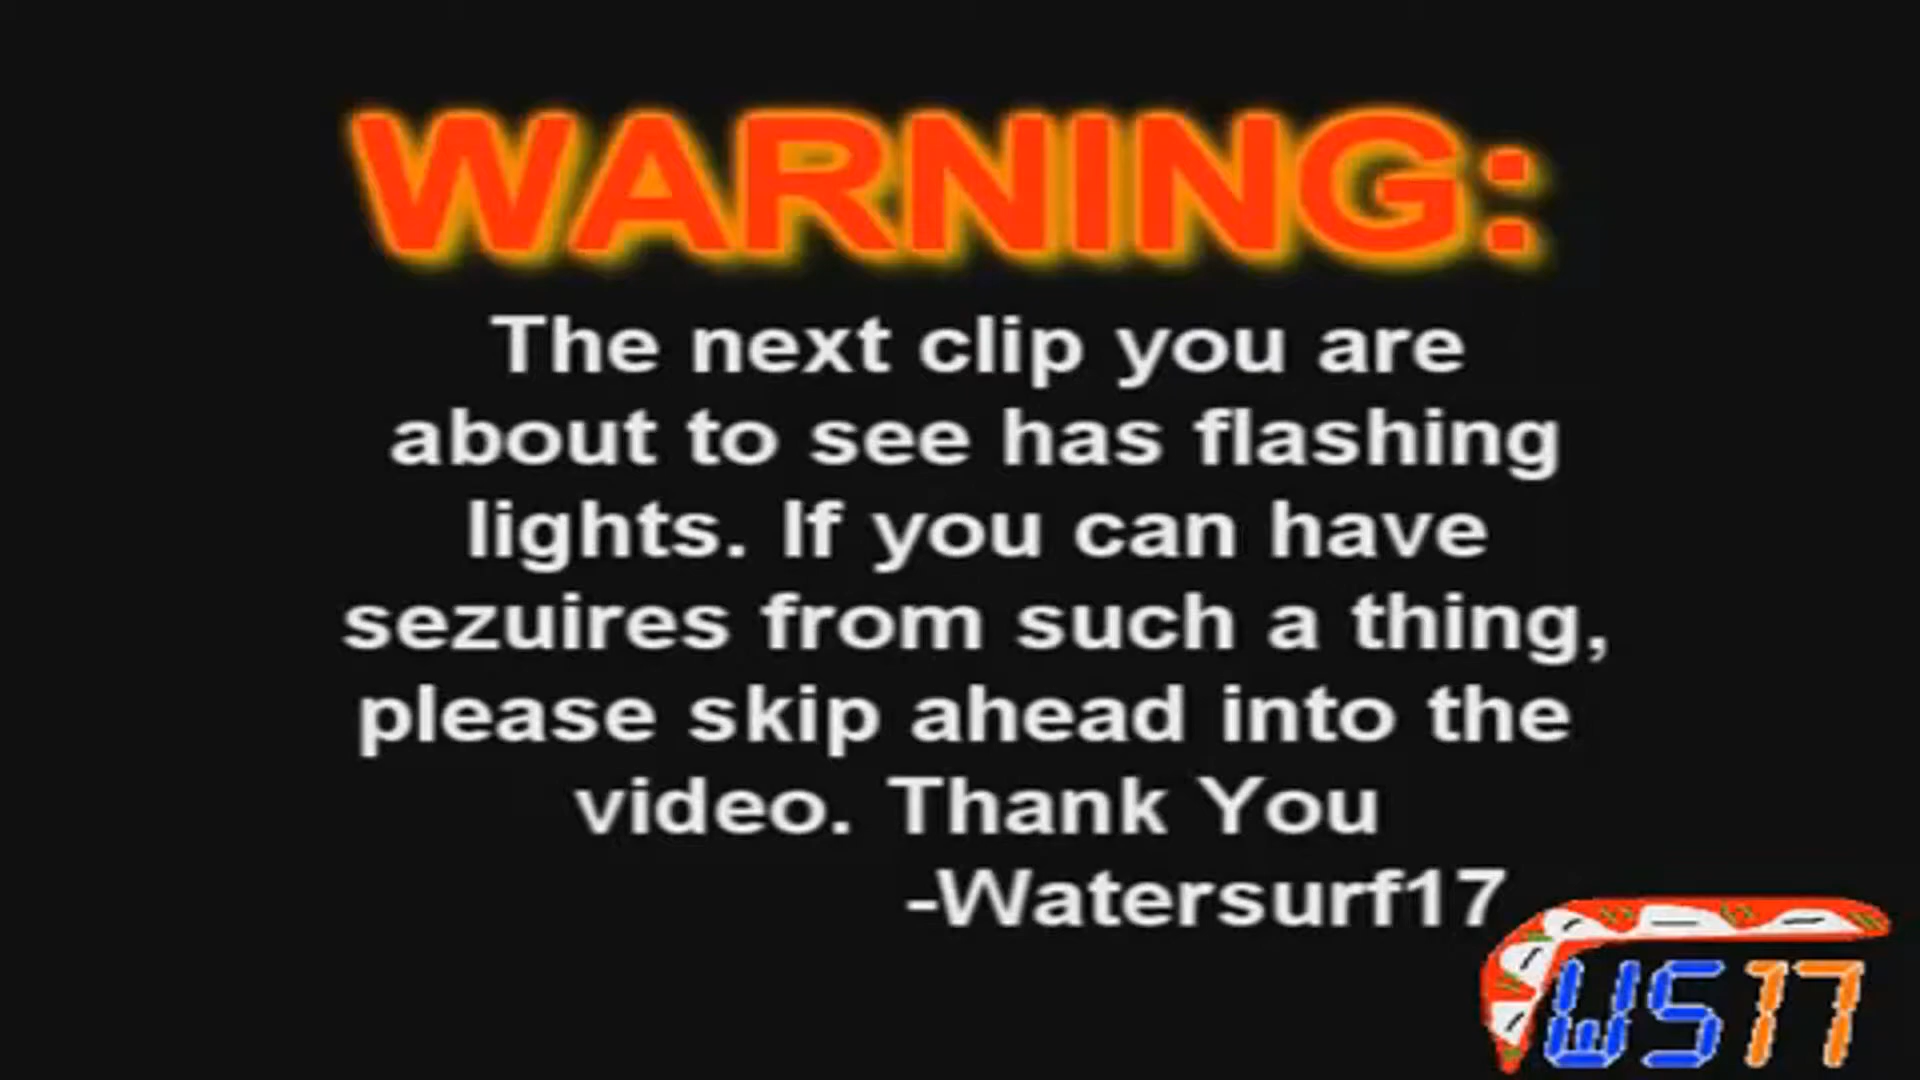 WARNING:
The next clip you are
about to see has flashing
lights. If you can have
sezuires from such a thing,
please skip ahead into the
video. Thank You
-Watersurf17
WS17